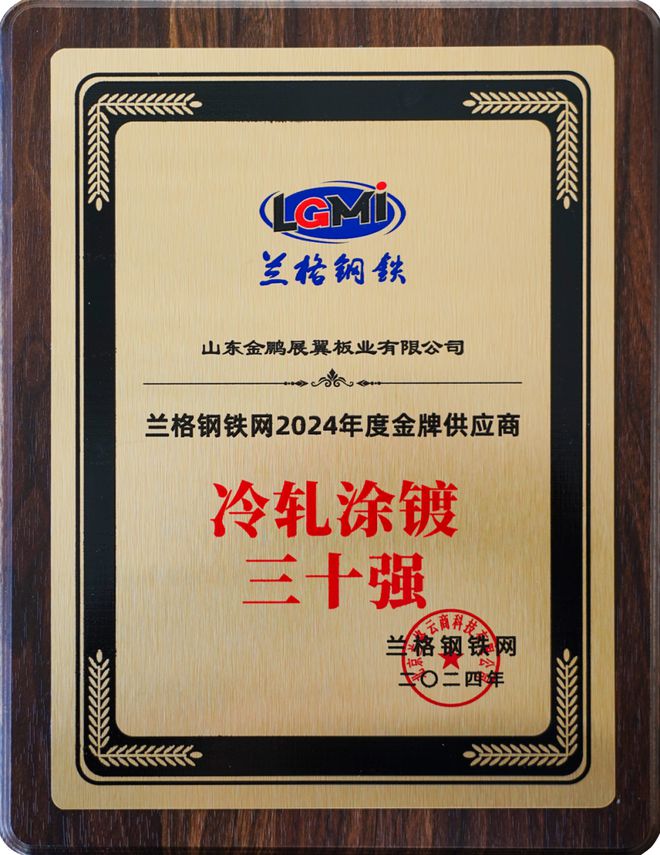 LGMi
兰格钢铁
山东金鹏展翼板业有限公司
兰格钢铁网2024年度金牌供应商
冷轧涂镀
三十强
兰格钢铁网
二〇二四年